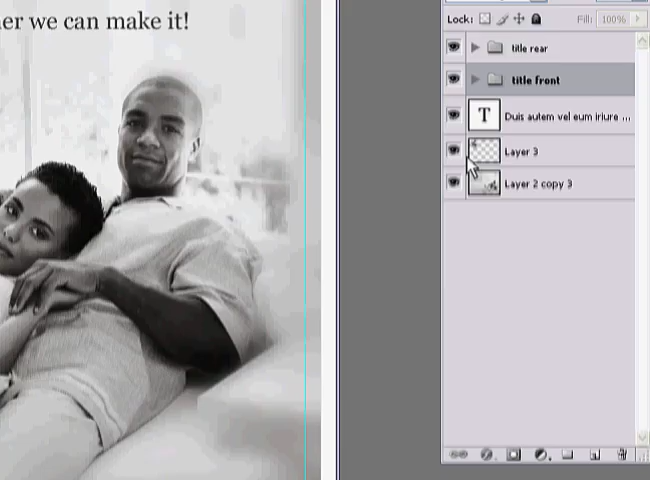 er we can make it!
Lock:
Fill: 100%
title rear
title front
T
Duis autem vel eum iriure ...
Layer 3
Layer 2 copy 3